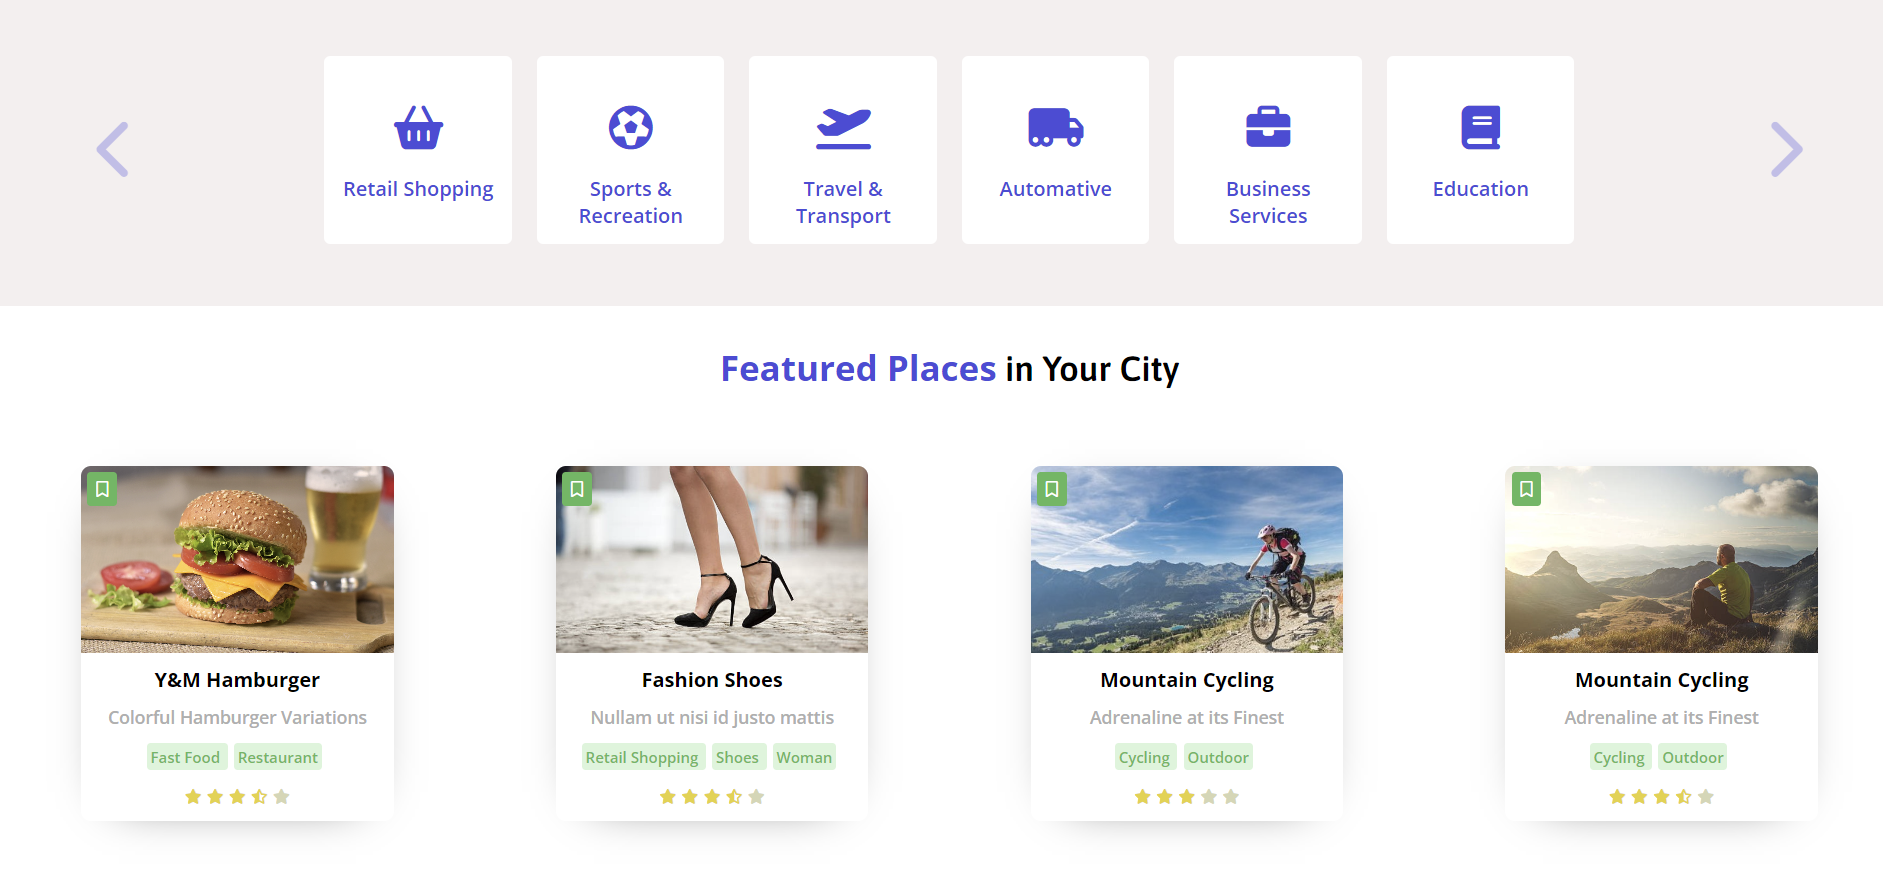 Retail Shopping
Sports &
Recreation
Travel &
Transport
Automative
Business
Services
Education
Featured Places in Your City
Y&M Hamburger
Colorful Hamburger Variations
Fast Food Restaurant
Fashion Shoes
Nullam ut nisi id justo mattis
Retail Shopping Shoes Woman
Mountain Cycling
Adrenaline at its Finest
Cycling Outdoor
Mountain Cycling
Adrenaline at its Finest
Cycling Outdoor